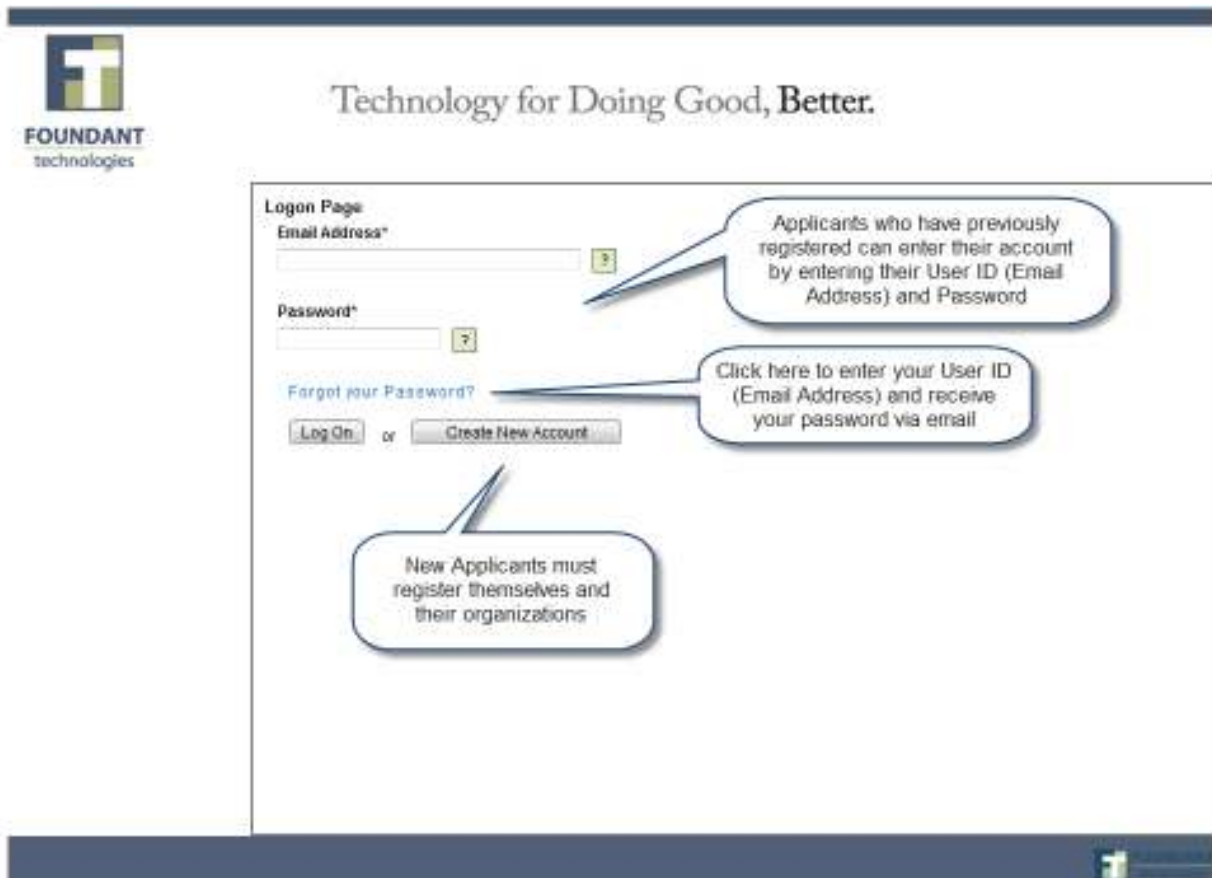 FOUNDANT
technologies
Technology for Doing Good, Better.
Logon Page
Email Address*
?
Applicants who have previously
registered can enter their account
by entering their User ID (Email
Address) and Password
Password*
?
Forgot your Password?
Click here to enter your User ID
(Email Address) and receive
your password via email
Log On or Create New Account
New Applicants must
register themselves and
their organizations